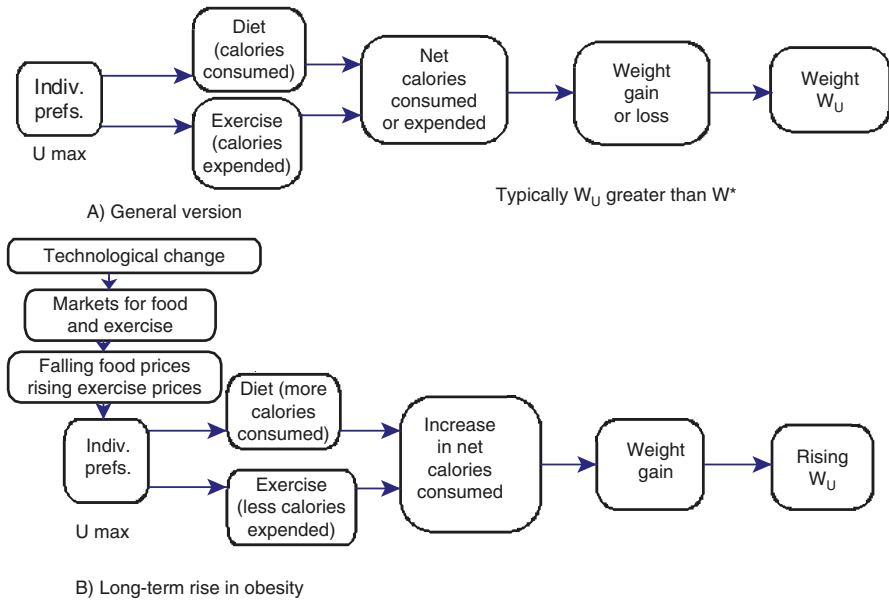 Indiv.
prefs.
U max
Diet
(calories
consumed)
Exercise
(calories
expended)
Net
calories
consumed
or expended
Weight
gain
or loss
Weight
W_U
Typically W_U greater than W*
A) General version
Technological change
Markets for food
and exercise
Falling food prices
rising exercise prices
Indiv.
prefs.
U max
Diet (more
calories
consumed)
Exercise
(less calories
expended)
Increase
in net
calories
consumed
Weight
gain
Rising
W_U
B) Long-term rise in obesity